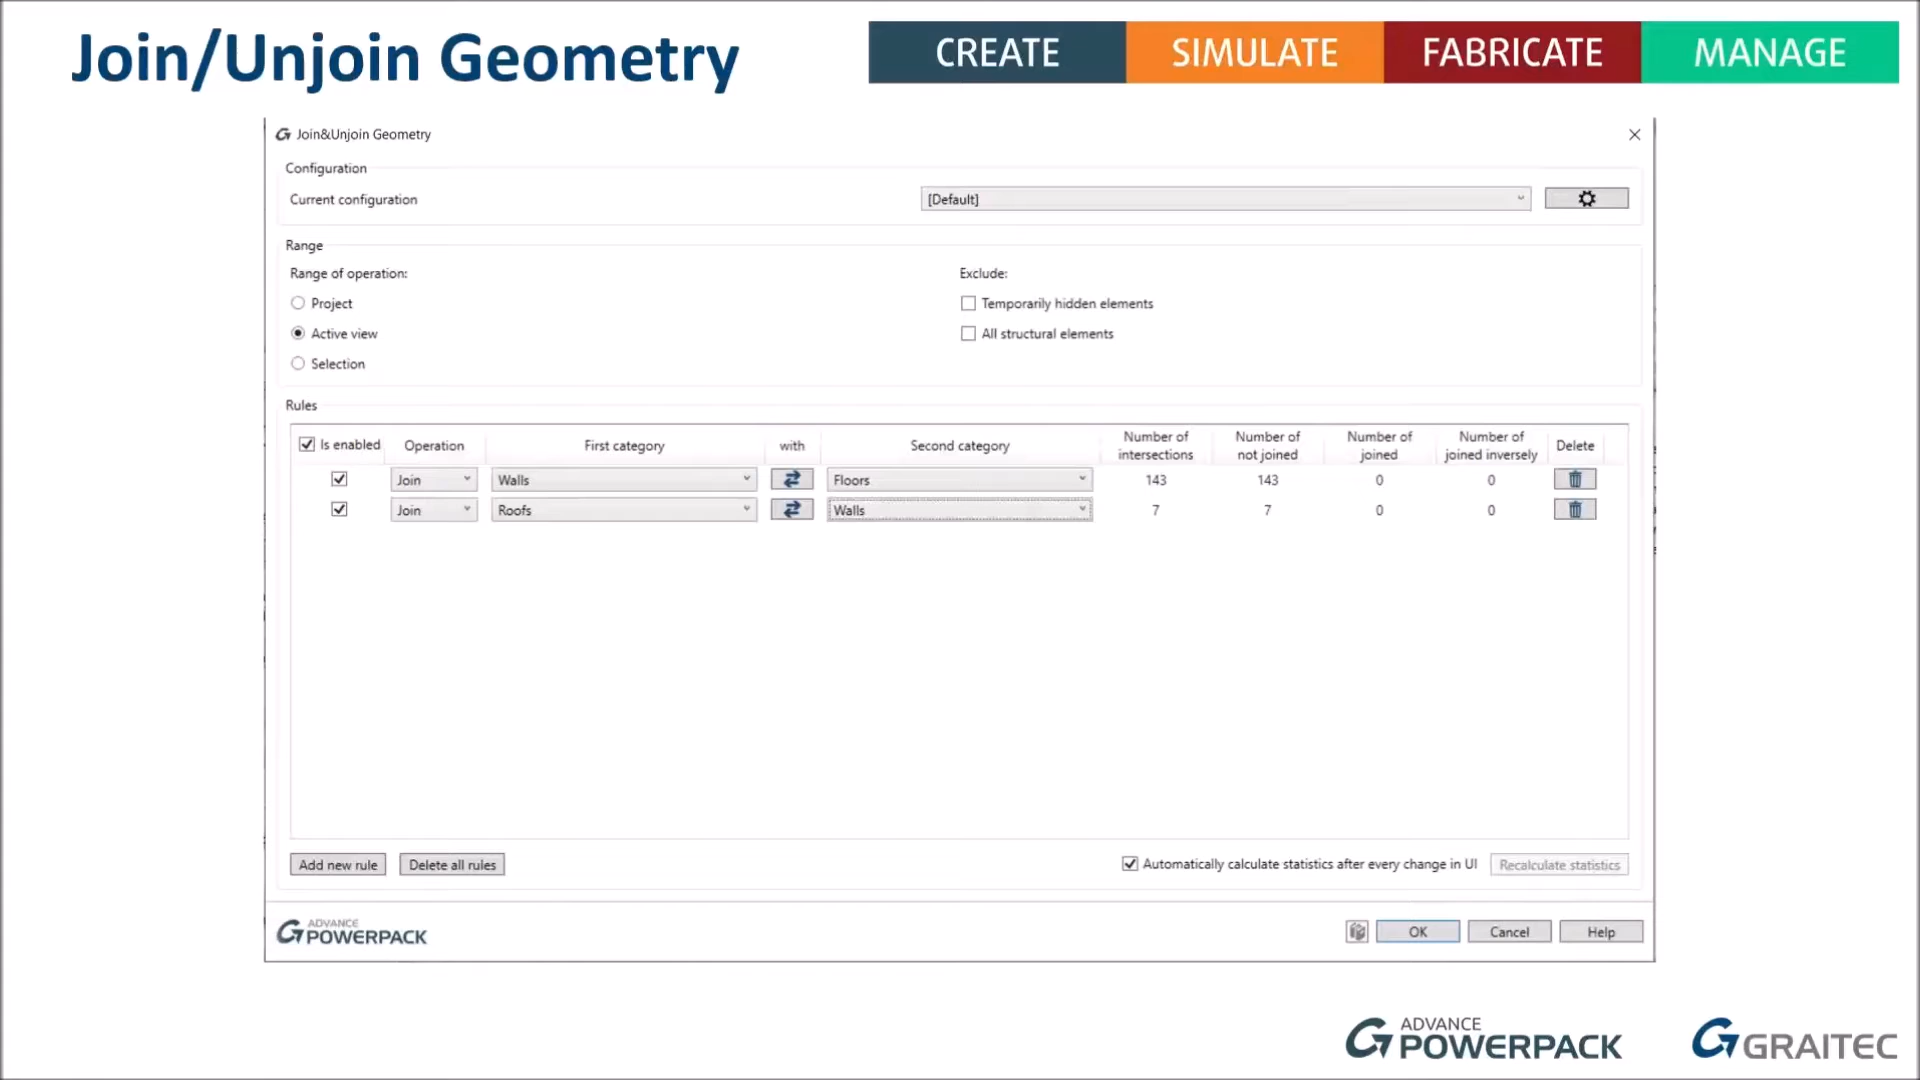 Join/Unjoin Geometry
CREATE SIMULATE FABRICATE MANAGE
Join&Unjoin Geometry
Configuration
Current configuration [Default]
Range
Range of operation: Exclude:
Project Temporarily hidden elements
Active view All structural elements
Selection
Rules
Is enabled Operation First category with Second category Number of intersections Number of not joined Number of joined Number of joined inversely Delete
Join Walls Floors 143 143 0 0
Join Roofs Walls 7 7 0 0
Add new rule Delete all rules Automatically calculate statistics after every change in UI Recalculate statistics
ADVANCE
POWERPACK
OK Cancel Help
ADVANCE
POWERPACK
GRAITEC